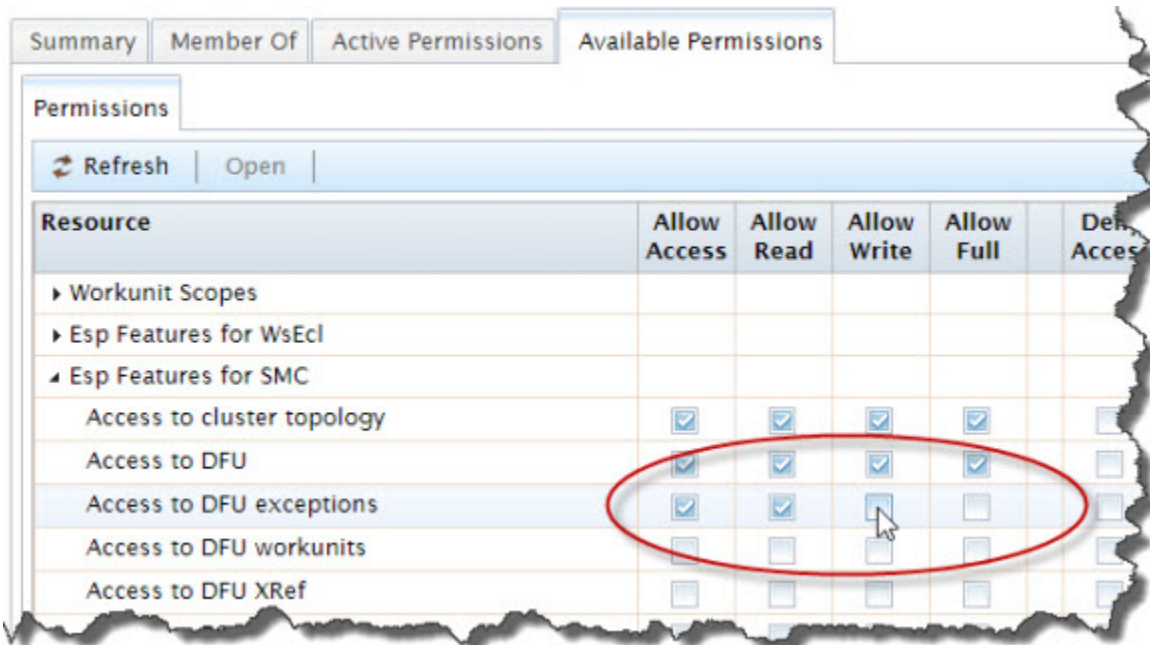 Summary Member Of Active Permissions Available Permissions
Permissions
Refresh Open
Resource Allow Access Allow Read Allow Write Allow Full
Workunit Scopes
Esp Features for WsEcl
Esp Features for SMC
Access to cluster topology
Access to DFU
Access to DFU exceptions
Access to DFU workunits
Access to DFU XRef